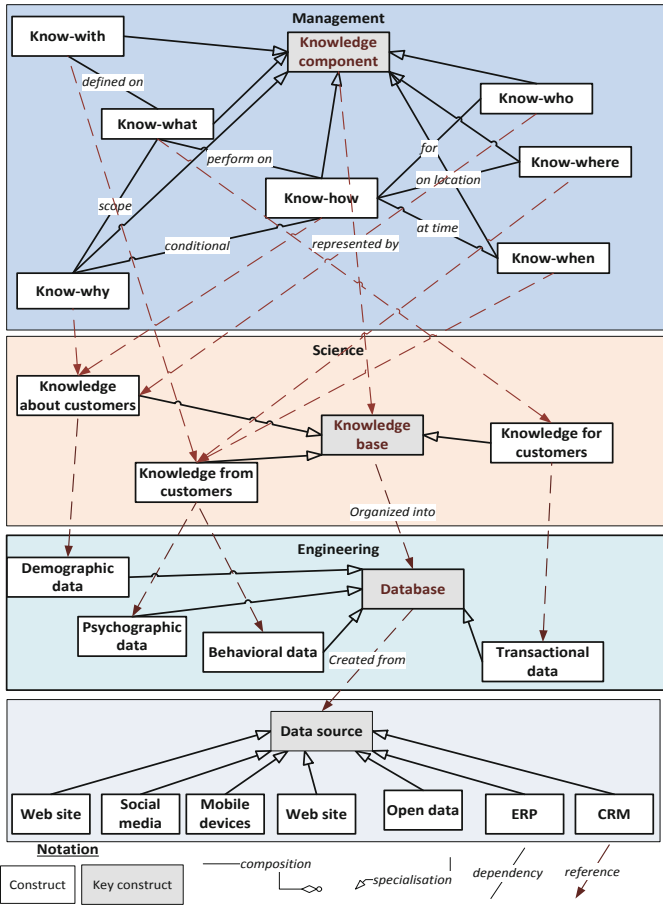 Management
Know-with
Knowledge
component
defined on
Know-who
Know-what
for
perform on
Know-where
on location
Know-how
scope
at time
conditional
represented by
Know-when
Know-why
Science
Knowledge
about customers
Knowledge
base
Knowledge for
customers
Knowledge from
customers
Organized into
Engineering
Demographic
data
Database
Psychographic
data
Behavioral data
Created from
Transactional
data
Data source
Web site
Social
media
Mobile
devices
Web site
Open data
ERP
CRM
Notation
Construct
Key construct
composition
specialisation
dependency
reference